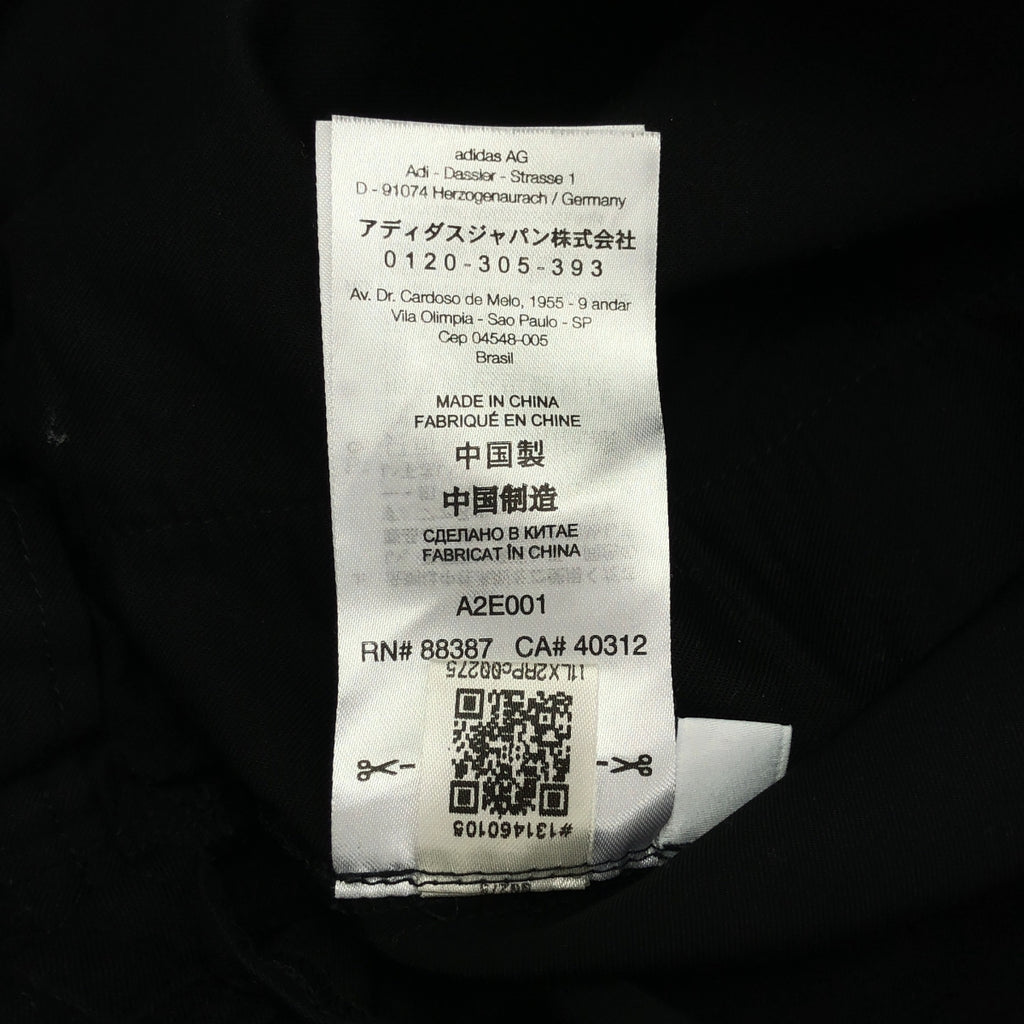 adidas AG
Adi - Dassler - Strasse 1
D - 91074 Herzogenaurach / Germany
アディダスジャパン株式会社
0120-305-393
Av. Dr. Cardoso de Melo, 1955 - 9 andar
Vila Olimpia - Sao Paulo - SP
Cep 04548-005
Brasil
MADE IN CHINA
FABRIQUÉ EN CHINE
中国製
中国制造
СДЕЛАНО В КИТАЕ
FABRICAT ÎN CHINA
A2E001
RN# 88387 CA# 40312
I1LX2RPc00275
#131460105